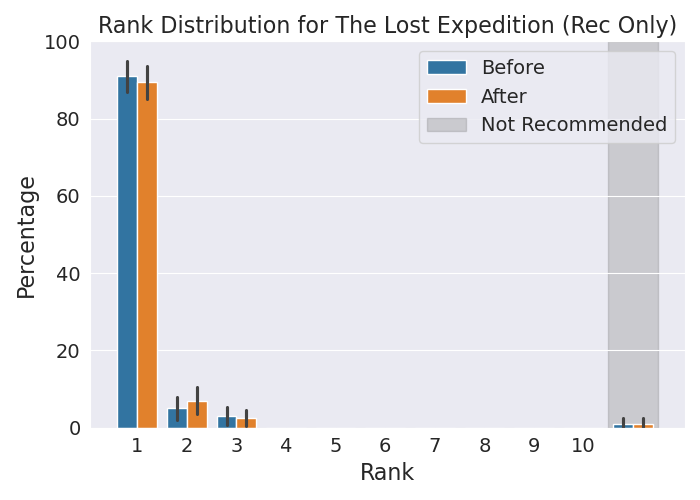 Rank Distribution for The Lost Expedition (Rec Only)
100
80
60
40
20
0
Percentage
Before
After
Not Recommended
1 2 3 4 5 6 7 8 9 10
Rank